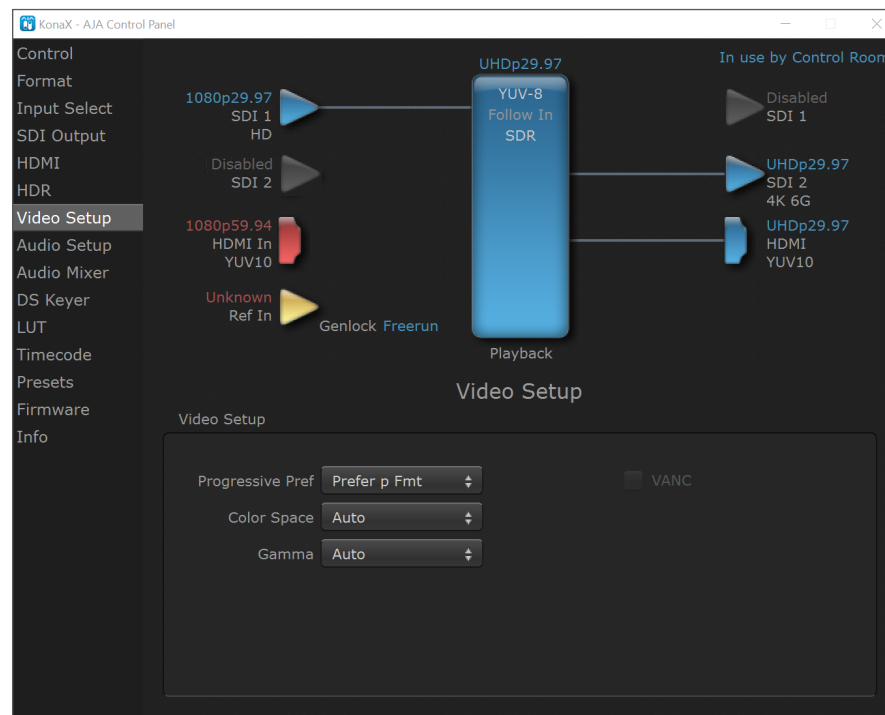 KonaX - AJA Control Panel
Control
Format
Input Select
SDI Output
HDMI
HDR
Video Setup
Audio Setup
Audio Mixer
DS Keyer
LUT
Timecode
Presets
Firmware
Info
1080p29.97
SDI 1
HD
Disabled
SDI 2
1080p59.94
HDMI In
YUV10
Unknown
Ref In
Genlock Freerun
UHDp29.97
YUV-8
Follow In
SDR
Playback
In use by Control Room
Disabled
SDI 1
UHDp29.97
SDI 2
4K 6G
UHDp29.97
HDMI
YUV10
Video Setup
Video Setup
Progressive Pref Prefer p Fmt
VANC
Color Space Auto
Gamma Auto